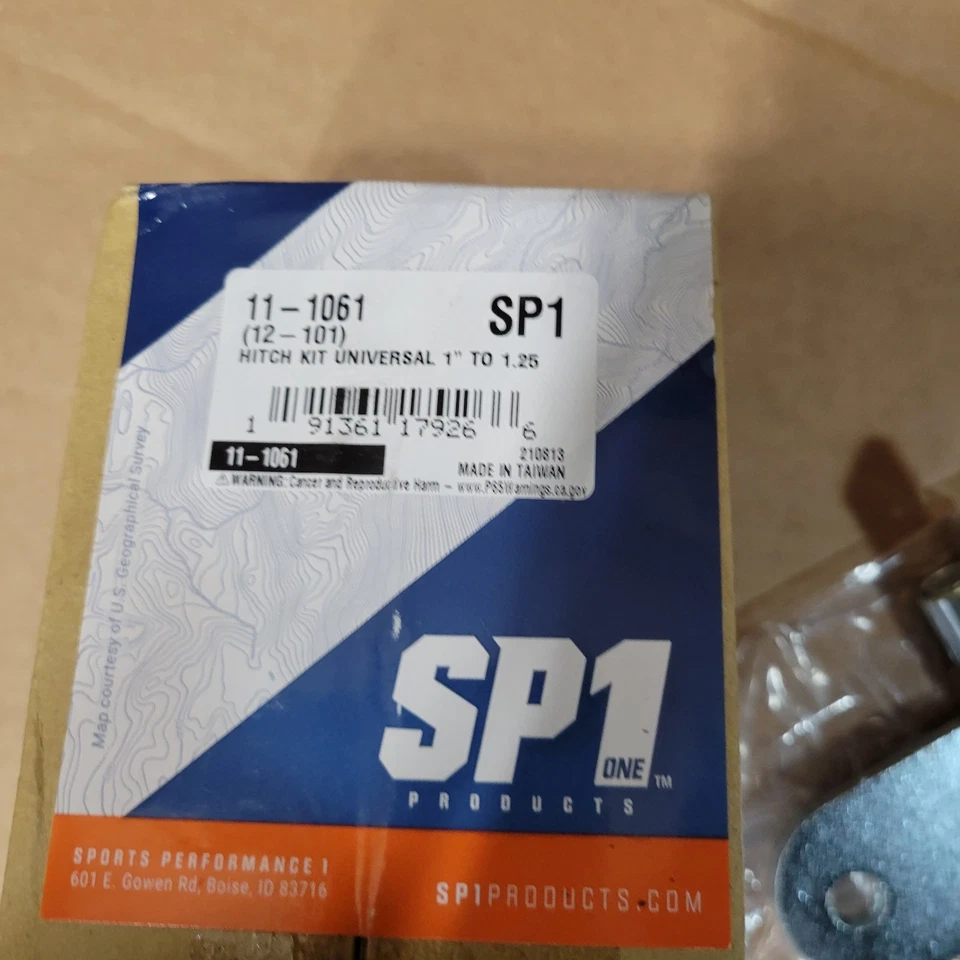 11-1061 SP1
(12-101)
HITCH KIT UNIVERSAL 1" TO 1.25
1 91361 17926 6
11-1061 210813
MADE IN TAIWAN
⚠WARNING: Cancer and Reproductive Harm - www.P65Warnings.ca.gov
Map courtesy of U.S. Geographical Survey
SP1
ONE ™
PRODUCTS
SPORTS PERFORMANCE 1
601 E. Gowen Rd, Boise, ID 83716
SP1PRODUCTS.COM